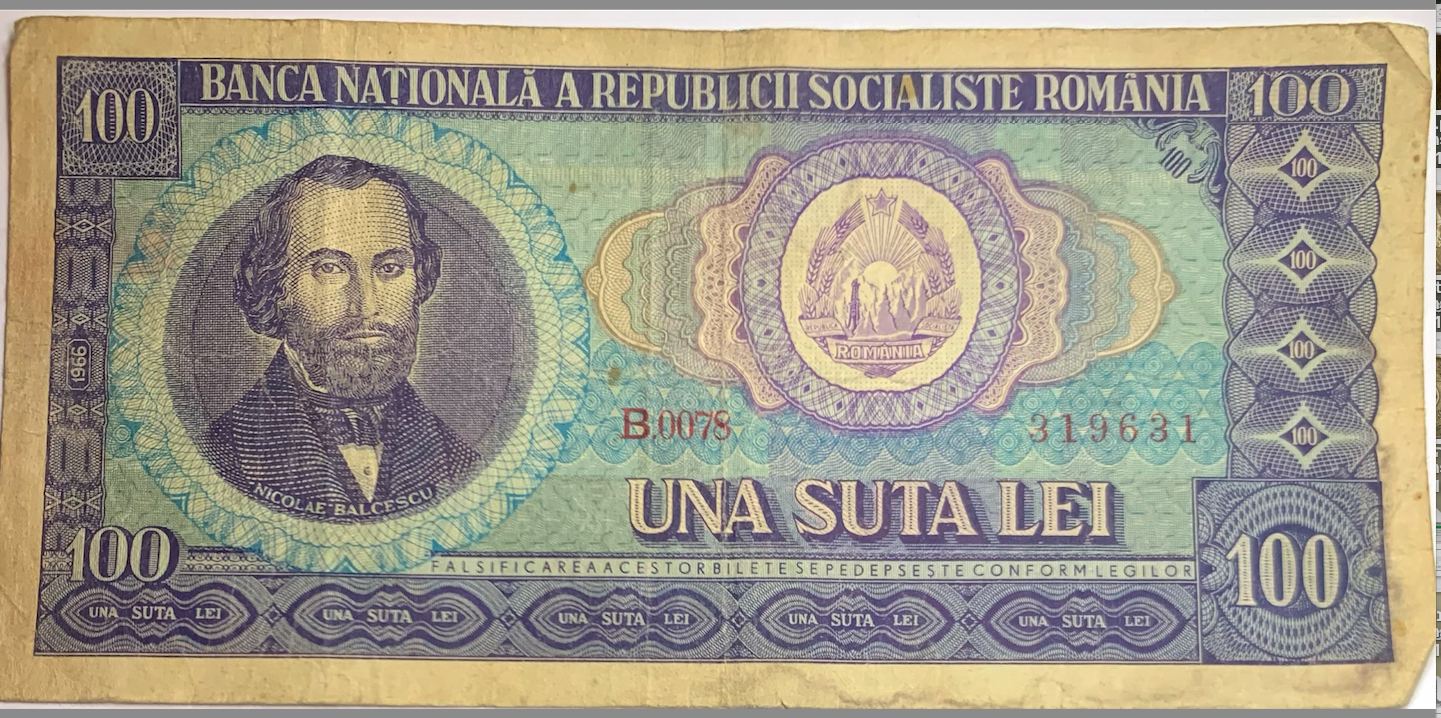 BANCA NAȚIONALĂ A REPUBLICII SOCIALISTE ROMÂNIA
100
100
100
100
100
100
100
ROMÂNIA
1966
B.0078
319631
NICOLAE BALCESCU
UNA SUTA LEI
100
100
FALSIFICAREA ACESTOR BILETE SE PEDEPSEȘTE CONFORM LEGILOR
UNA SUTA LEI
UNA SUTA LEI
UNA SUTA LEI
UNA SUTA LEI
UNA SUTA LEI